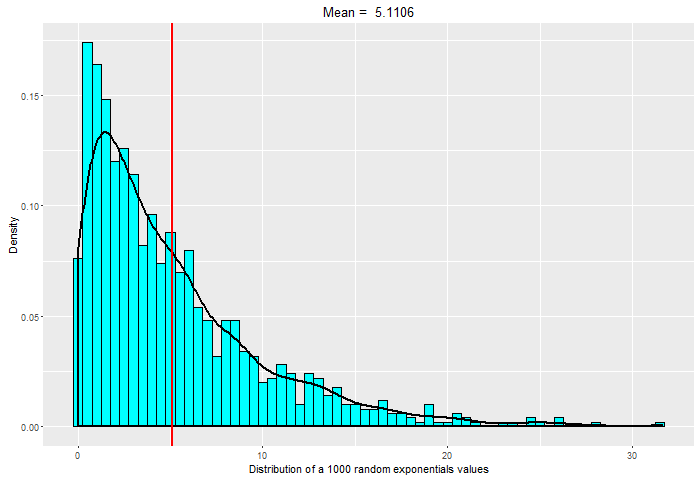 Mean = 5.1106
Density
0.15
0.10
0.05
0.00
0
10
20
30
Distribution of a 1000 random exponentials values